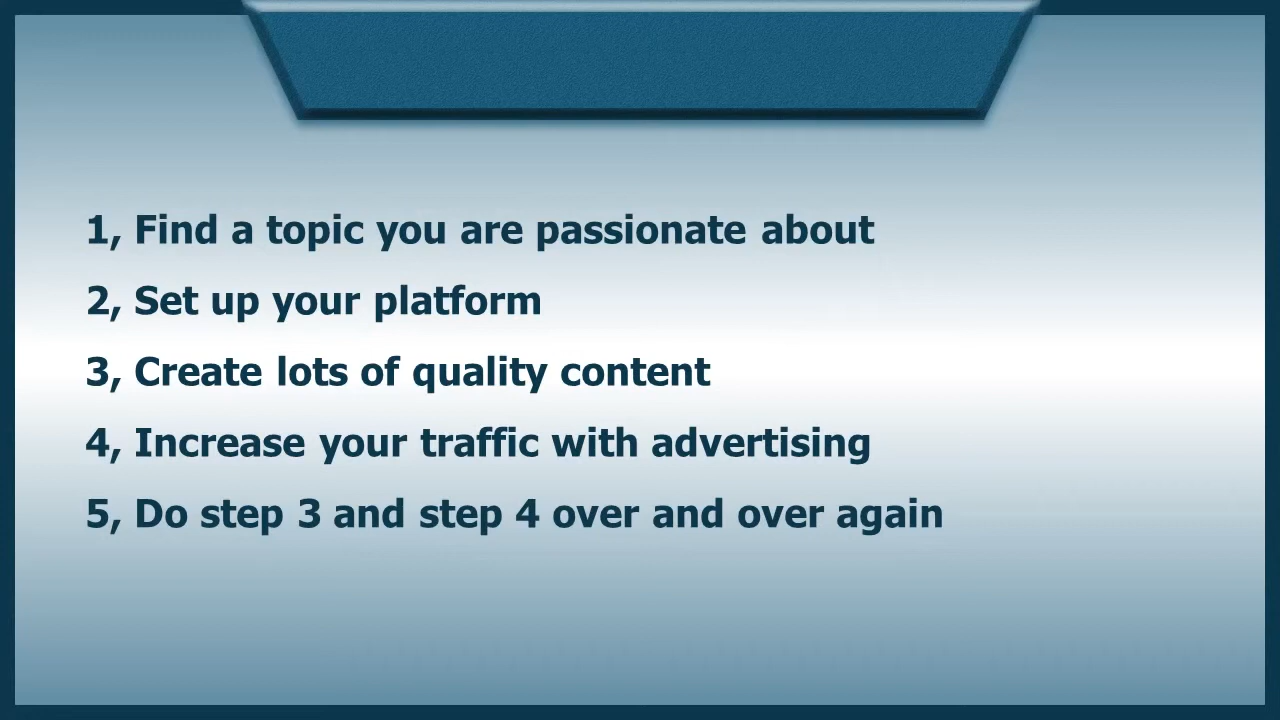 1, Find a topic you are passionate about
2, Set up your platform
3, Create lots of quality content
4, Increase your traffic with advertising
5, Do step 3 and step 4 over and over again